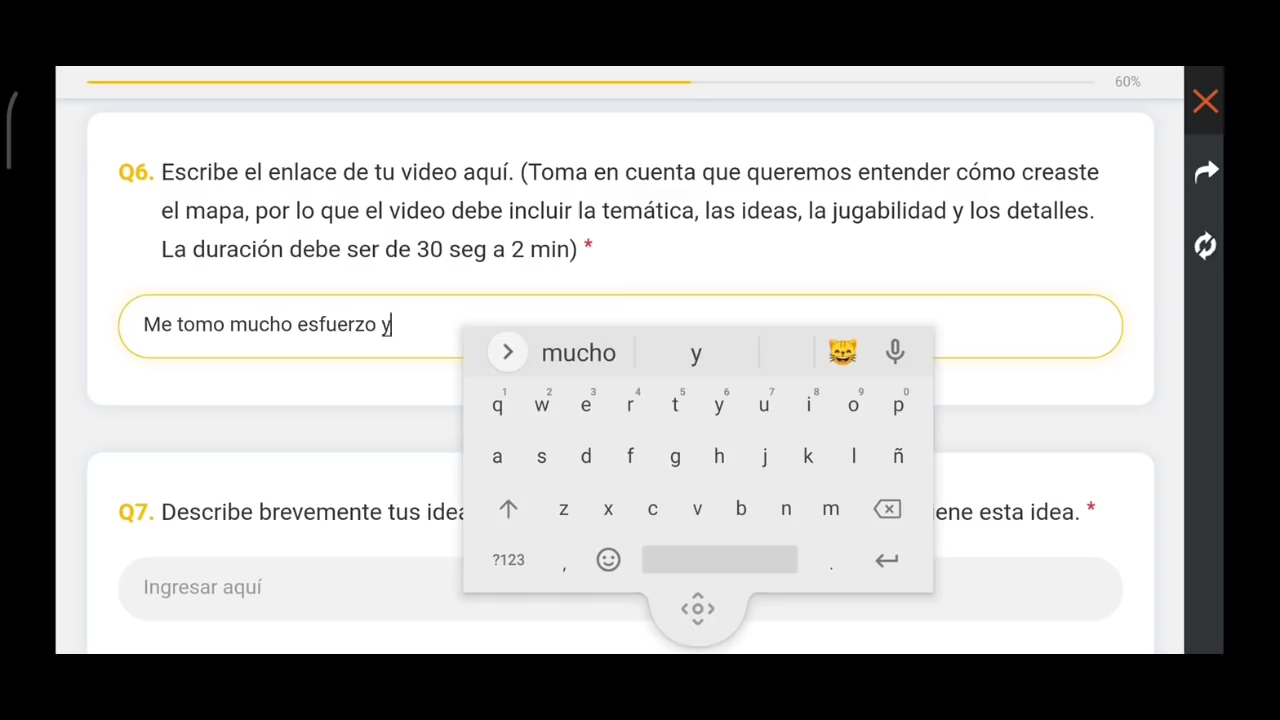 60%
Q6. Escribe el enlace de tu video aquí. (Toma en cuenta que queremos entender cómo creaste
el mapa, por lo que el video debe incluir la temática, las ideas, la jugabilidad y los detalles.
La duración debe ser de 30 seg a 2 min) *
Me tomo mucho esfuerzo y
mucho y
1 2 3 4 5 6 7 8 9 0
q w e r t y u i o p
a s d f g h j k l ñ
z x c v b n m
?123 , .
Q7. Describe brevemente tus idea ene esta idea. *
Ingresar aquí